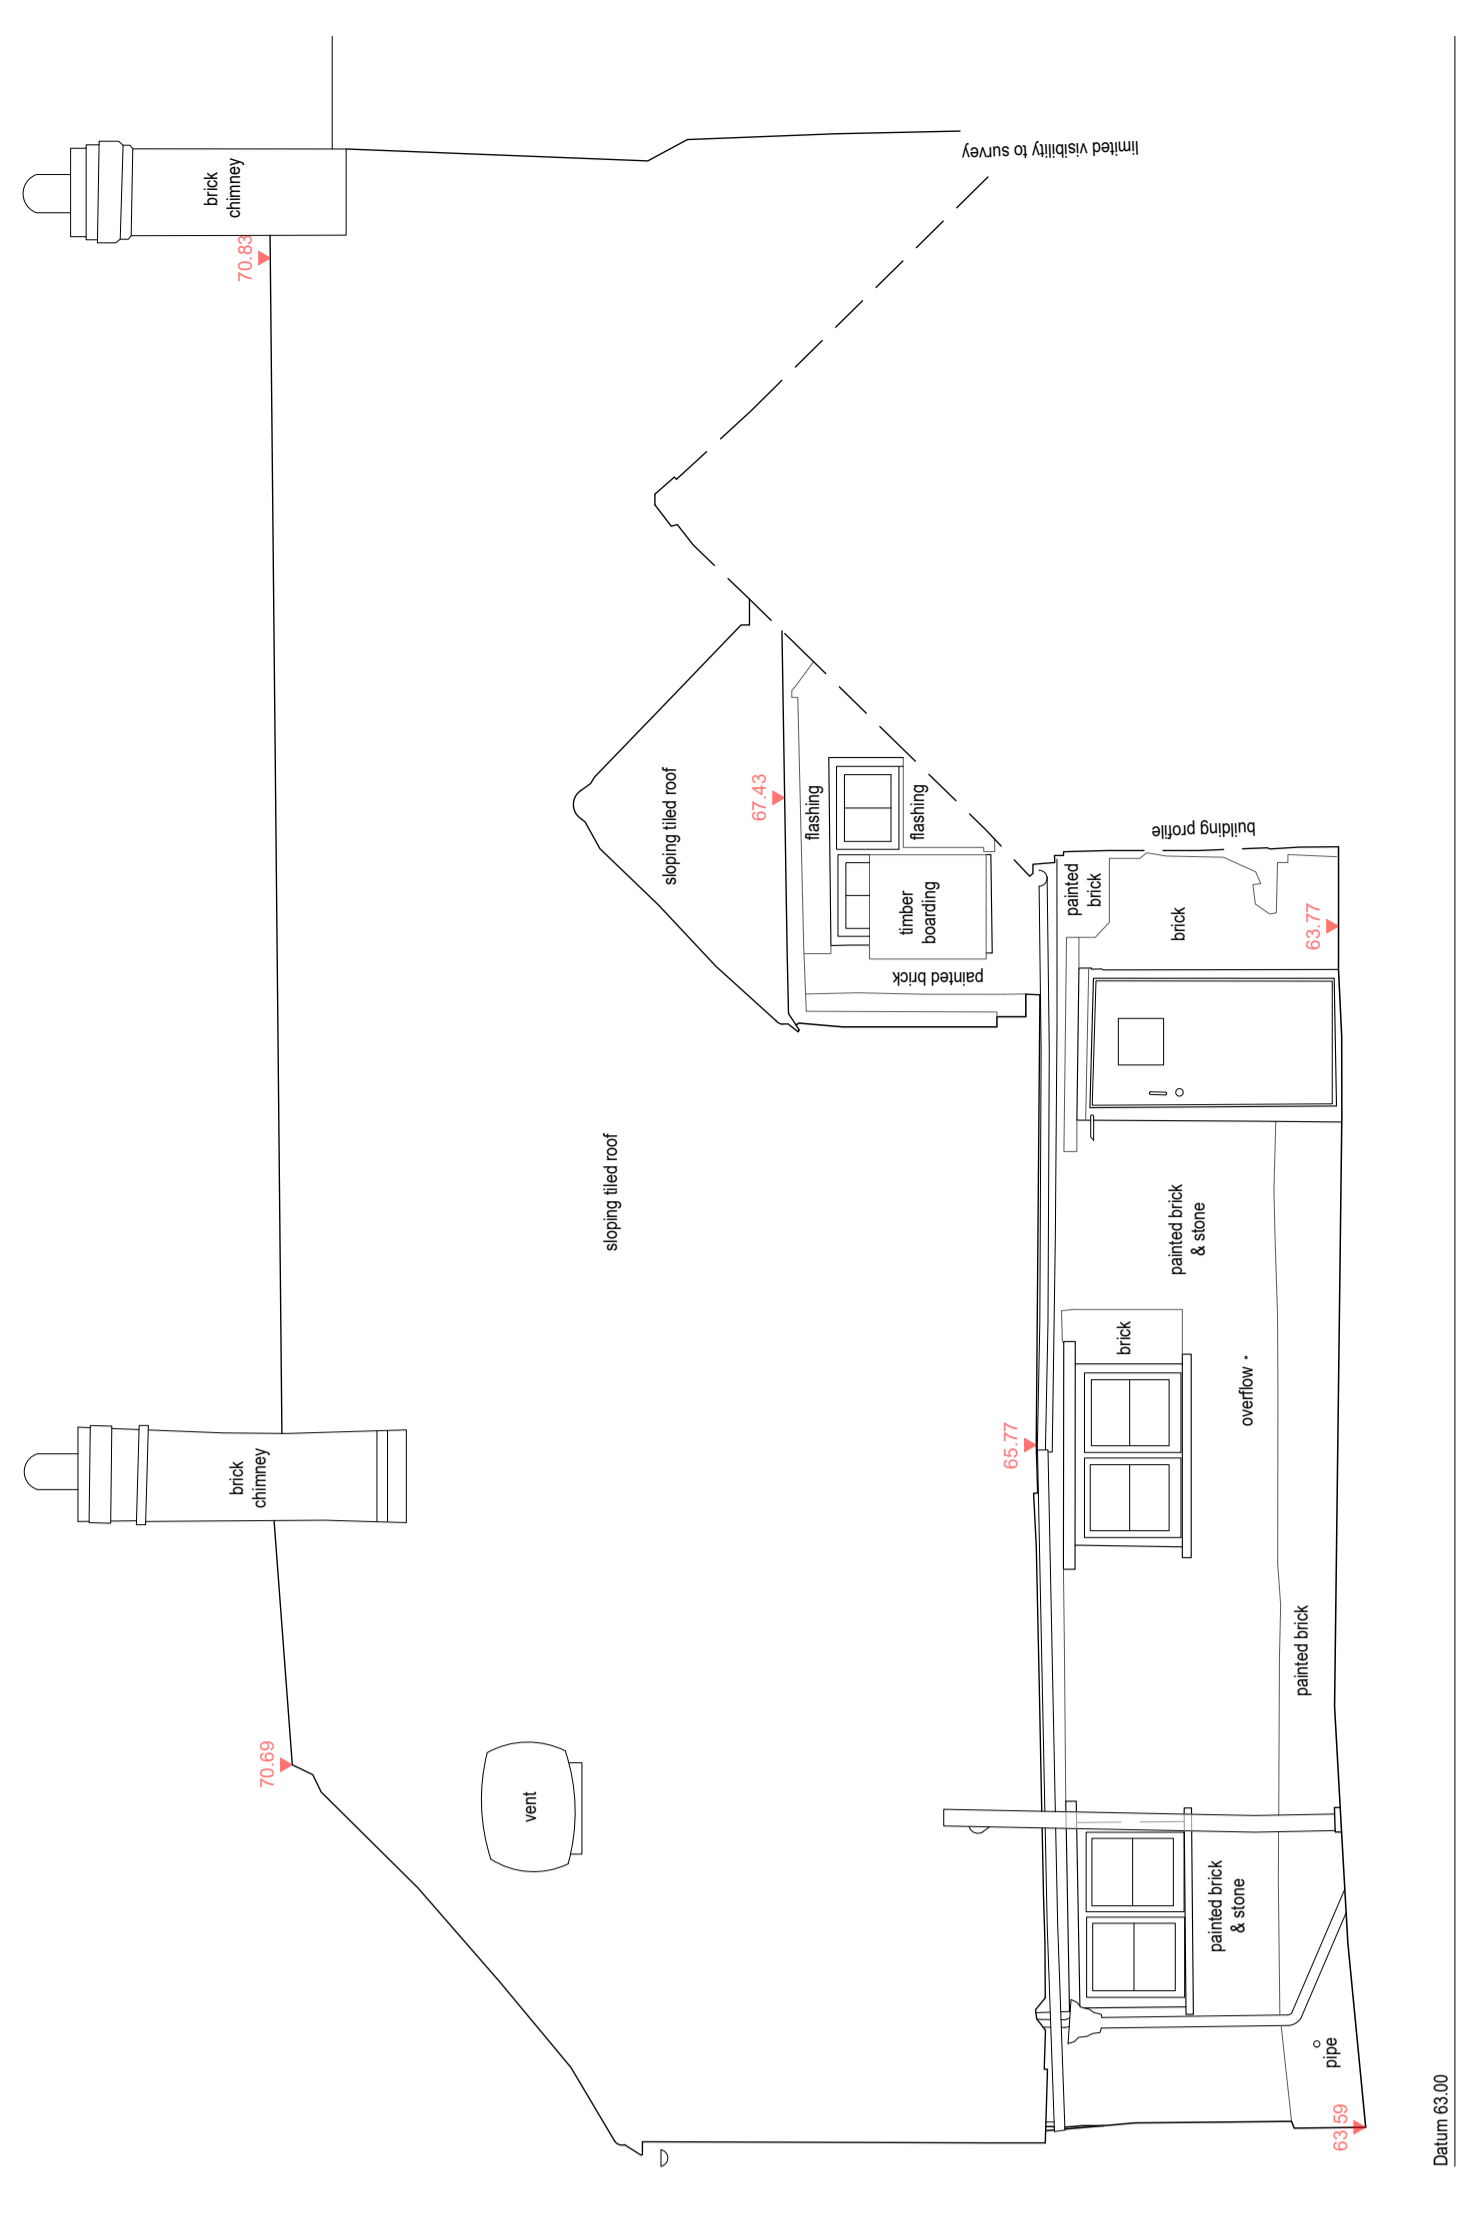 brick
chimney
70.83
limited visibility to survey
brick
chimney
70.69
vent
sloping tiled roof
sloping tiled roof
67.43
flashing
flashing
timber
boarding
painted brick
65.77
painted
brick
building profile
brick
63.77
painted brick
& stone
brick
overflow
painted brick
painted brick
& stone
pipe
63.59
Datum 63.00